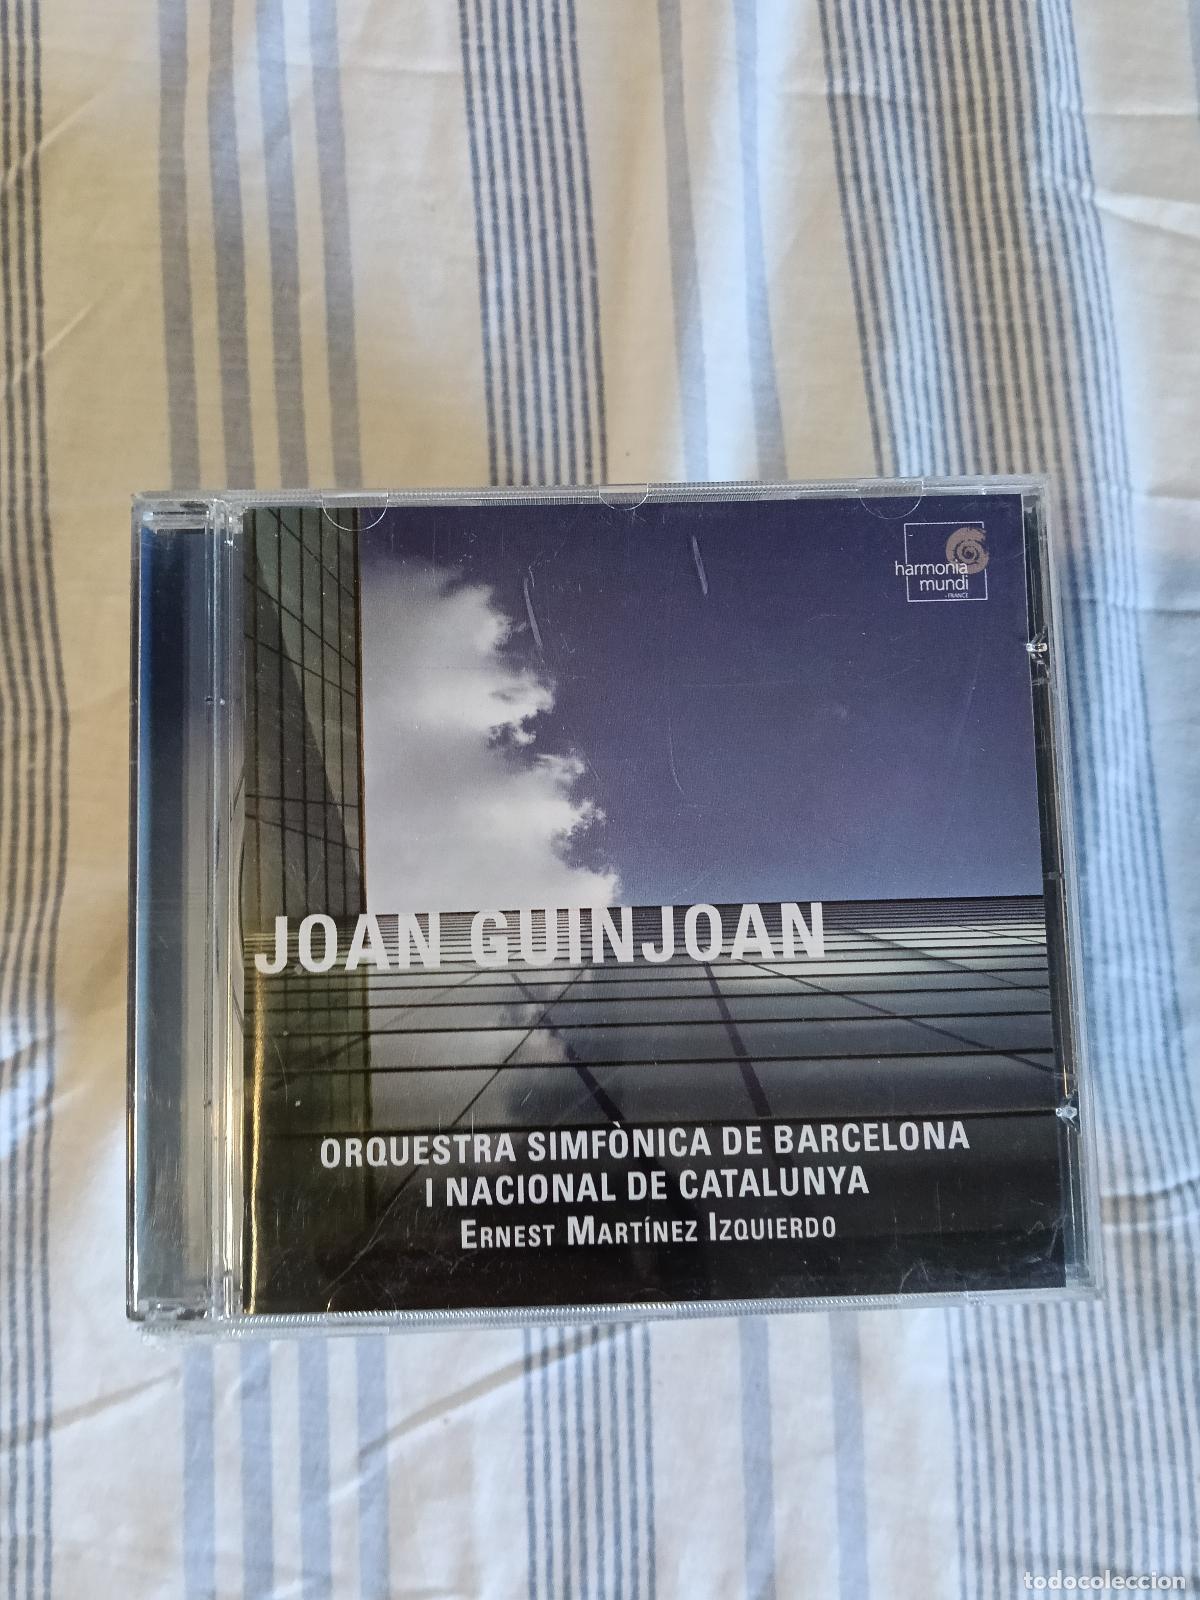 harmonia
mundi
FRANCE
JOAN GUINJOAN
ORQUESTRA SIMFÒNICA DE BARCELONA
I NACIONAL DE CATALUNYA
ERNEST MARTÍNEZ IZQUIERDO
todocoleccion